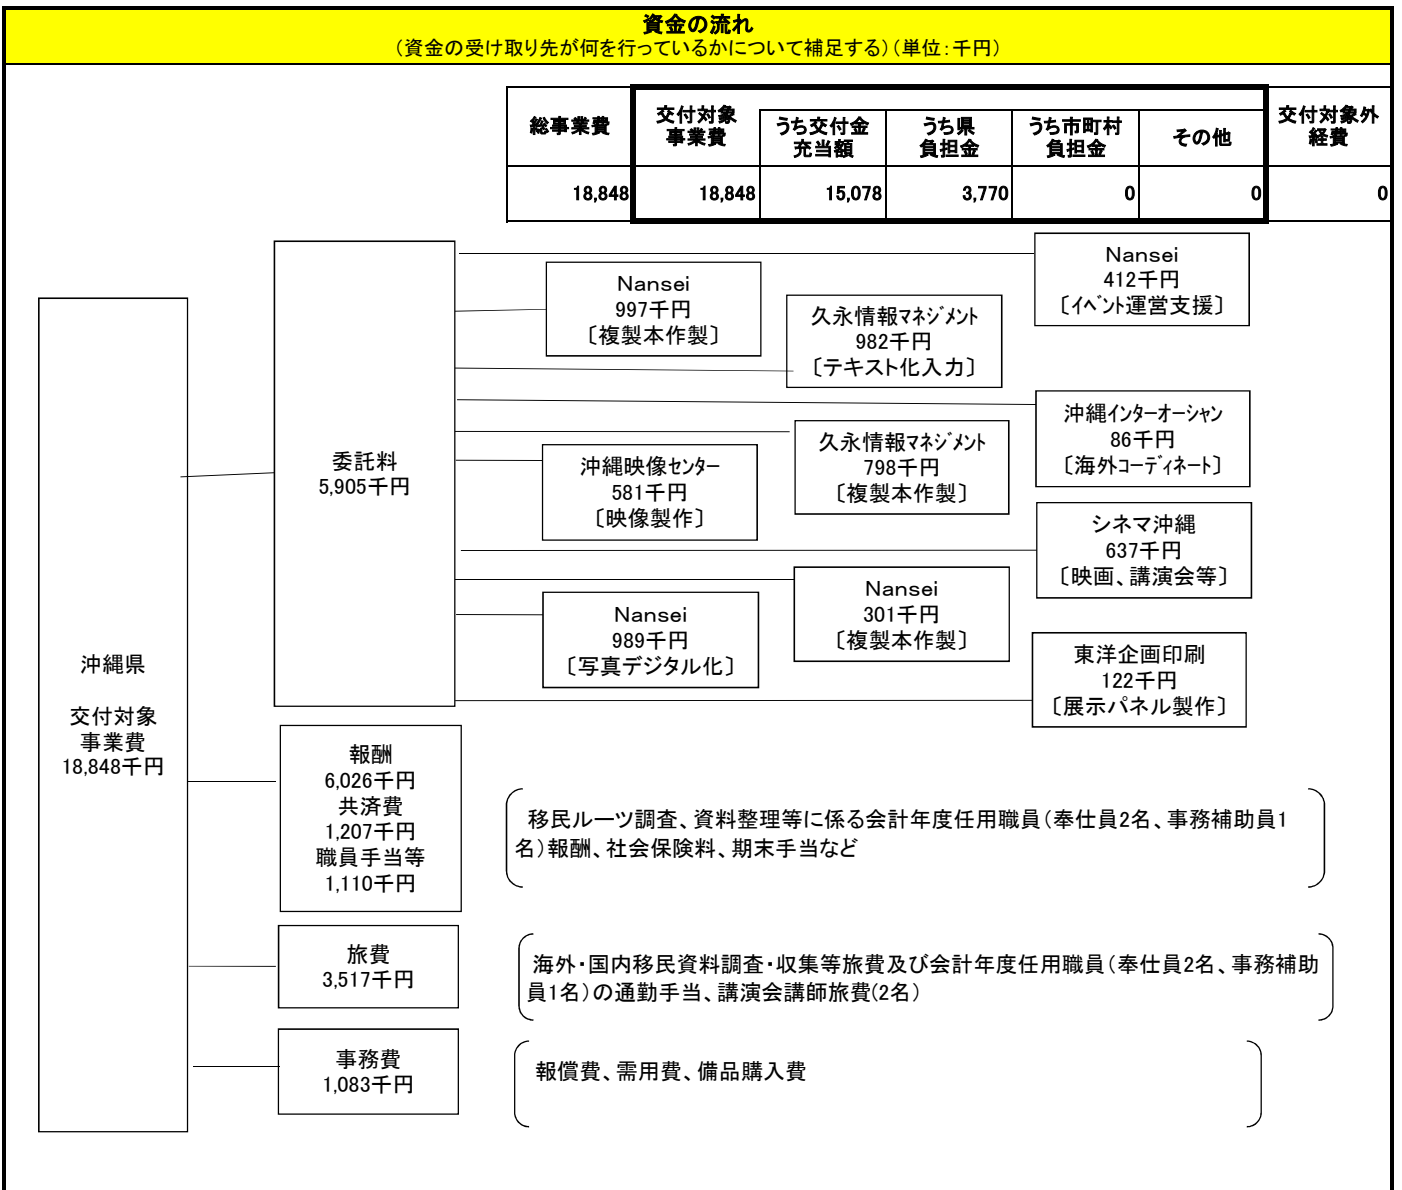 資金の流れ
（資金の受け取り先が何を行っているかについて補足する）（単位：千円）
総事業費
交付対象
事業費
うち交付金
充当額
うち県
負担金
うち市町村
負担金
その他
交付対象外
経費
18,848
18,848
15,078
3,770
0
0
0
沖縄県
交付対象
事業費
18,848千円
委託料
5,905千円
Nansei
997千円
〔複製本作製〕
久永情報マネジメント
982千円
〔テキスト化入力〕
Nansei
412千円
〔イベント運営支援〕
沖縄インターオーシャン
86千円
〔海外コーディネート〕
久永情報マネジメント
798千円
〔複製本作製〕
沖縄映像センター
581千円
〔映像製作〕
シネマ沖縄
637千円
〔映画、講演会等〕
Nansei
301千円
〔複製本作製〕
Nansei
989千円
〔写真デジタル化〕
東洋企画印刷
122千円
〔展示パネル製作〕
報酬
6,026千円
共済費
1,207千円
職員手当等
1,110千円
移民ルーツ調査、資料整理等に係る会計年度任用職員（奉仕員2名、事務補助員1
名）報酬、社会保険料、期末手当など
旅費
3,517千円
海外・国内移民資料調査・収集等旅費及び会計年度任用職員（奉仕員2名、事務補助
員1名）の通勤手当、講演会講師旅費(2名）
事務費
1,083千円
報償費、需用費、備品購入費